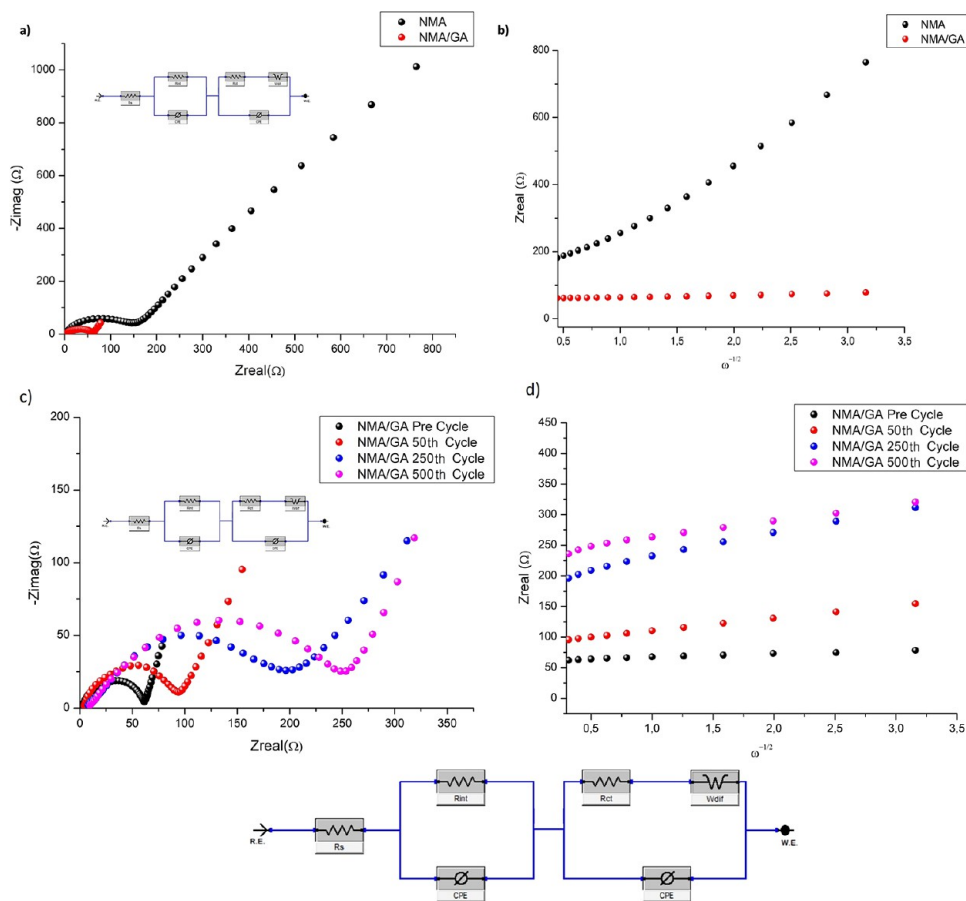 a)
NMA
NMA/GA
1000
800
600
400
200
0
-Zimag (Ω)
0 100 200 300 400 500 600 700 800
Zreal(Ω)
Rs
CPE
CPE
b)
NMA
NMA/GA
800
600
400
200
0
Zreal (Ω)
0,5 1,0 1,5 2,0 2,5 3,0 3,5
ω^-1/2
c)
NMA/GA Pre Cycle
NMA/GA 50th Cycle
NMA/GA 250th Cycle
NMA/GA 500th Cycle
200
150
100
50
0
-Zimag(Ω)
0 50 100 150 200 250 300 350
Zreal(Ω)
Rs
CPE
CPE
d)
NMA/GA Pre Cycle
NMA/GA 50th Cycle
NMA/GA 250th Cycle
NMA/GA 500th Cycle
450
400
350
300
250
200
150
100
50
0
Zreal (Ω)
0,5 1,0 1,5 2,0 2,5 3,0 3,5
ω^-1/2
Rint
Rct
Wdif
R.E.
Rs
W.E.
CPE
CPE